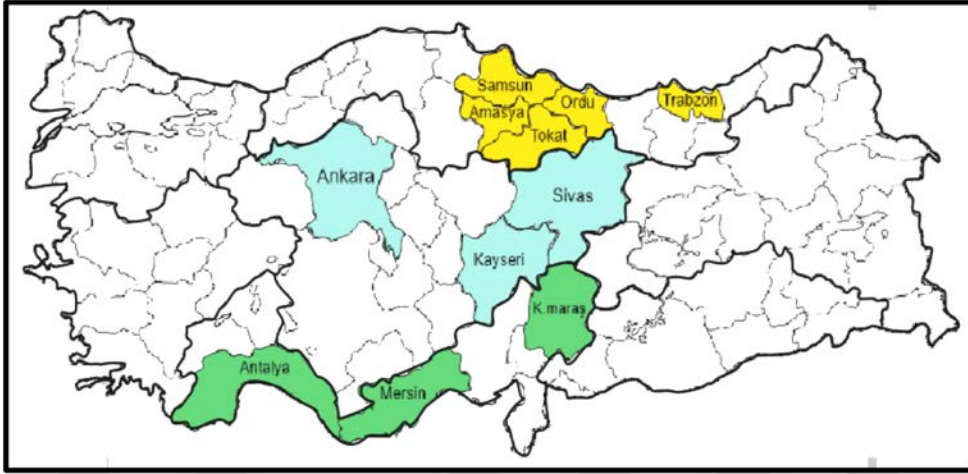 Samsun
Ordu
Trabzon
Amasya
Tokat
Ankara
Sivas
Kayseri
K.maraş
Antalya
Mersin